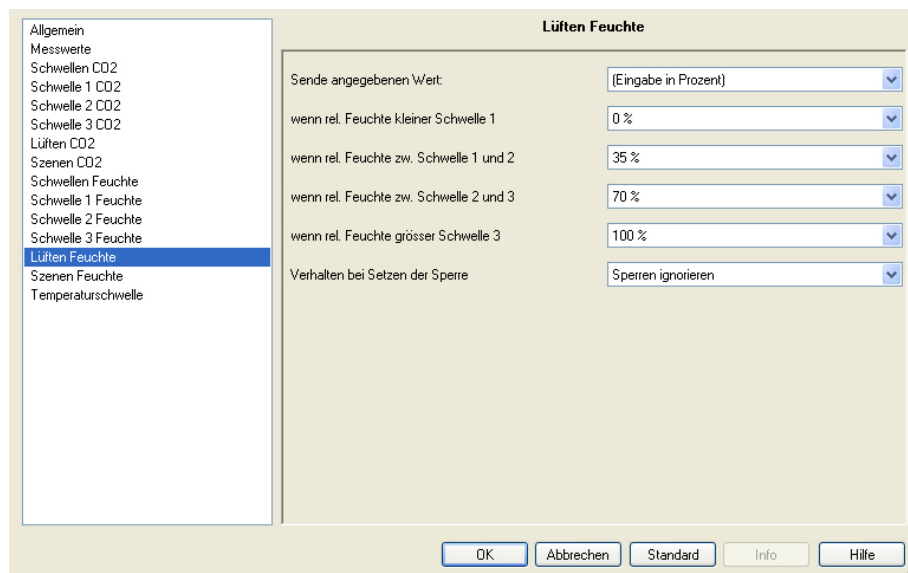 Allgemein
Messwerte
Schwellen CO2
Schwelle 1 CO2
Schwelle 2 CO2
Schwelle 3 CO2
Lüften CO2
Szenen CO2
Schwellen Feuchte
Schwelle 1 Feuchte
Schwelle 2 Feuchte
Schwelle 3 Feuchte
Lüften Feuchte
Szenen Feuchte
Temperaturschwelle
Lüften Feuchte
Sende angegebenen Wert: (Eingabe in Prozent)
wenn rel. Feuchte kleiner Schwelle 1 0 %
wenn rel. Feuchte zw. Schwelle 1 und 2 35 %
wenn rel. Feuchte zw. Schwelle 2 und 3 70 %
wenn rel. Feuchte grösser Schwelle 3 100 %
Verhalten bei Setzen der Sperre Sperren ignorieren
OK Abbrechen Standard Info Hilfe